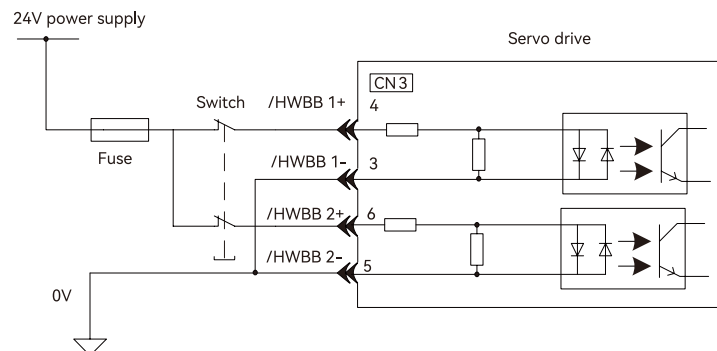 24V power supply
Servo drive
CN3
Switch
/HWBB 1+
4
Fuse
/HWBB 1-
3
/HWBB 2+
6
/HWBB 2-
5
0V